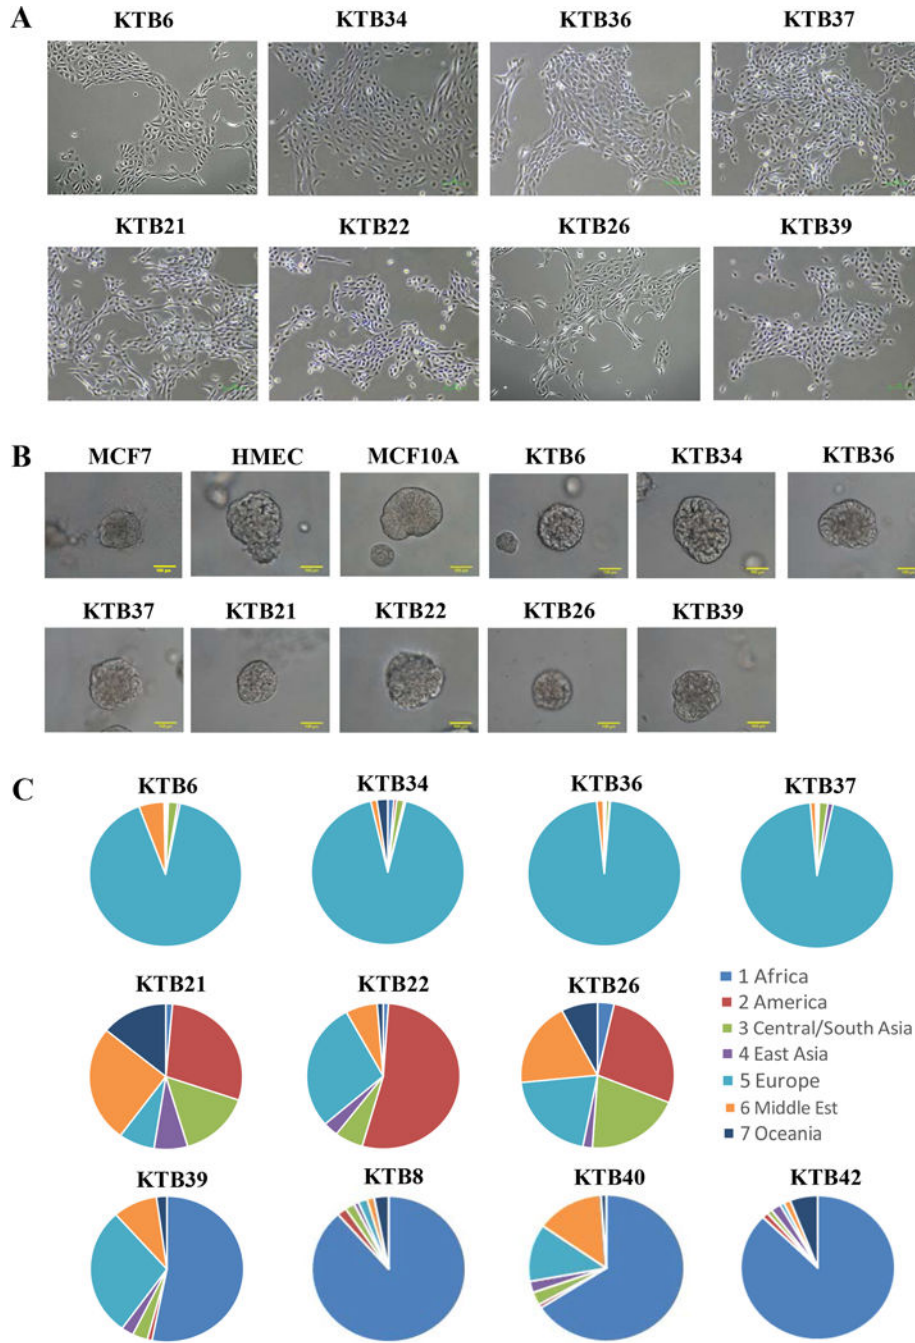 A
KTB6 KTB34 KTB36 KTB37
KTB21 KTB22 KTB26 KTB39
B
MCF7 HMEC MCF10A KTB6 KTB34 KTB36
KTB37 KTB21 KTB22 KTB26 KTB39
C
KTB6 KTB34 KTB36 KTB37
KTB21 KTB22 KTB26
1 Africa
2 America
3 Central/South Asia
4 East Asia
5 Europe
6 Middle Est
7 Oceania
KTB39 KTB8 KTB40 KTB42